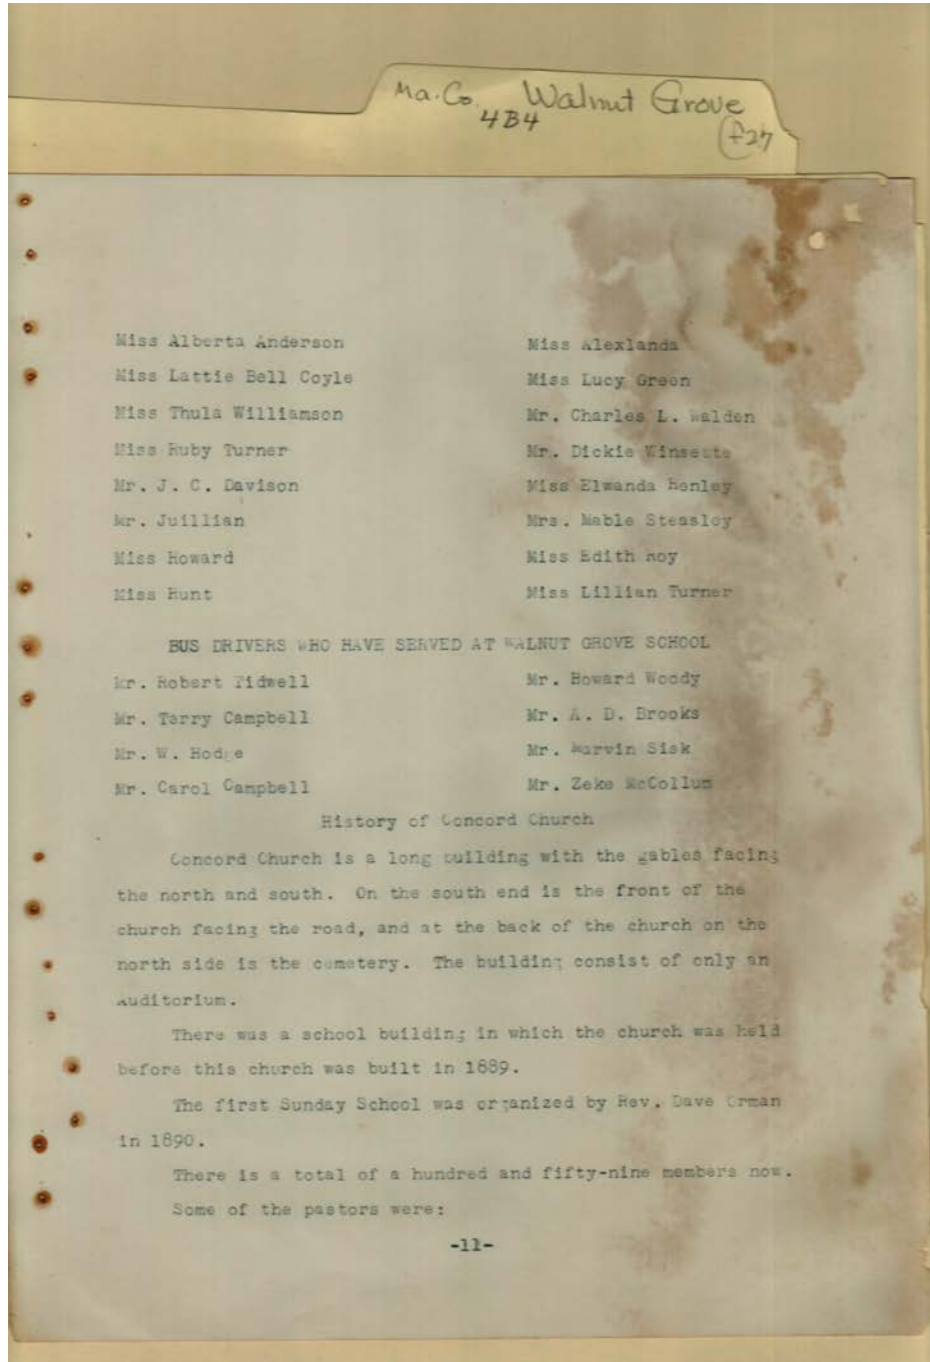 Ma. Co. Walnut Grove
4B4
f27
Miss Alberta Anderson Miss Alexlanda
Miss Lattie Bell Coyle Miss Lucy Green
Miss Thula Williamson Mr. Charles L. Walden
Miss Ruby Turner Mr. Dickie
Mr. J. C. Davison Miss Elwanda Henley
Mr. Juillian Mrs. Mable Steasley
Miss Howard Miss Edith Roy
Miss Hunt Miss Lillian Turner
BUS DRIVERS WHO HAVE SERVED AT WALNUT GROVE SCHOOL
Mr. Robert Tidwell Mr. Howard Woody
Mr. Terry Campbell Mr. A. D. Brooks
Mr. W. Hodge Mr. Marvin Sisk
Mr. Carol Campbell Mr. Zeke McCollum
History of Concord Church
Concord Church is a long building with the gables facing
the north and south. On the south end is the front of the
church facing the road, and at the back of the church on the
north side is the cemetery. The building consist of only an
Auditorium.
There was a school building in which the church was held
before this church was built in 1889.
The first Sunday School was organized by Rev. Dave Orman
in 1890.
There is a total of a hundred and fifty-nine members now.
Some of the pastors were:
-11-